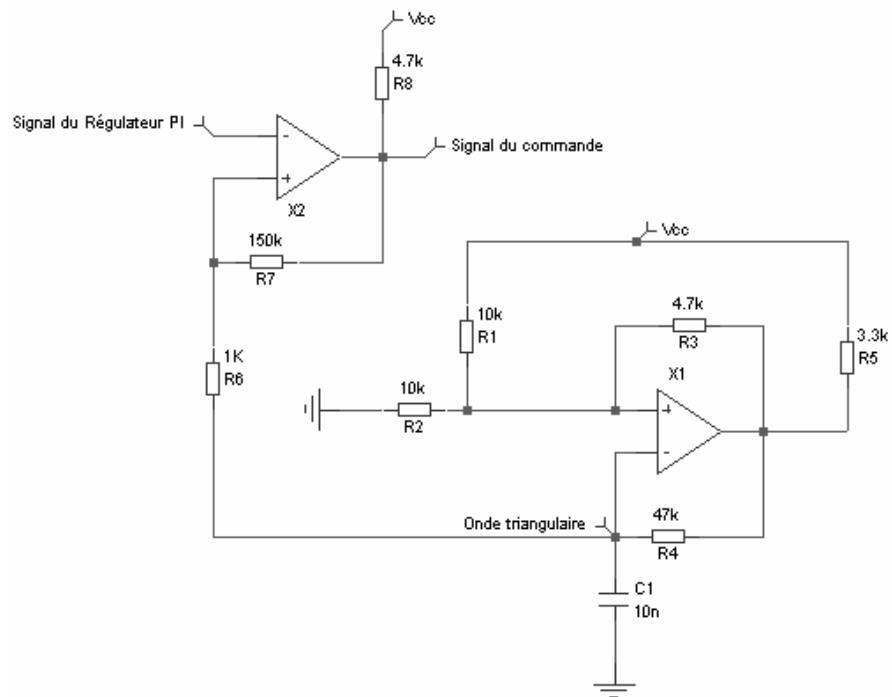 Vcc
4.7k
R8
Signal du Régulateur PI
-
+
X2
Signal du commande
150k
R7
Vcc
10k
R1
4.7k
R3
3.3k
R5
1K
R6
10k
R2
X1
+
-
Onde triangulaire
47k
R4
C1
10n